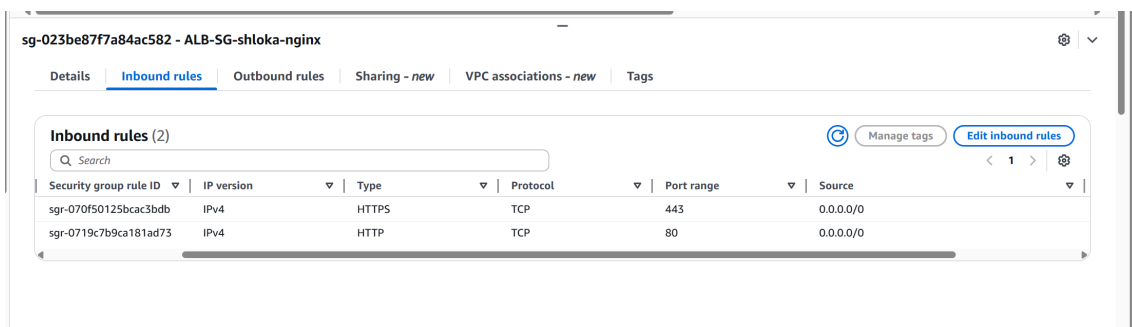 sg-023be87f7a84ac582 - ALB-SG-shloka-nginx
Details Inbound rules Outbound rules Sharing - new VPC associations - new Tags
Inbound rules (2) Manage tags Edit inbound rules
Search 1
Security group rule ID IP version Type Protocol Port range Source
sgr-070f50125bcac3bdb IPv4 HTTPS TCP 443 0.0.0.0/0
sgr-0719c7b9ca181ad73 IPv4 HTTP TCP 80 0.0.0.0/0